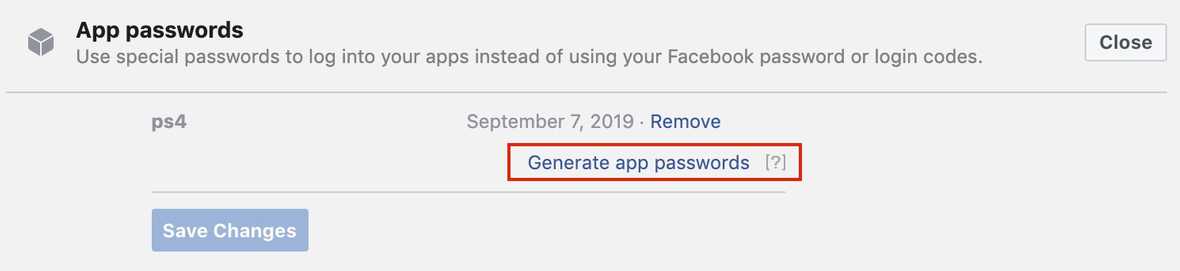 App passwords
Use special passwords to log into your apps instead of using your Facebook password or login codes.
Close
ps4 September 7, 2019 · Remove
Generate app passwords [?]
Save Changes